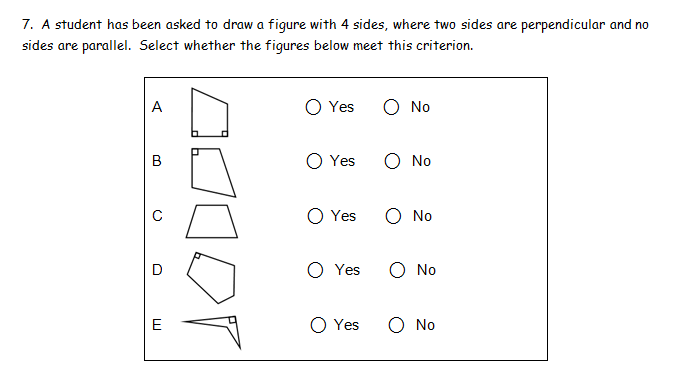 7. A student has been asked to draw a figure with 4 sides, where two sides are perpendicular and no
sides are parallel. Select whether the figures below meet this criterion.
A Yes No
B Yes No
C Yes No
D Yes No
E Yes No